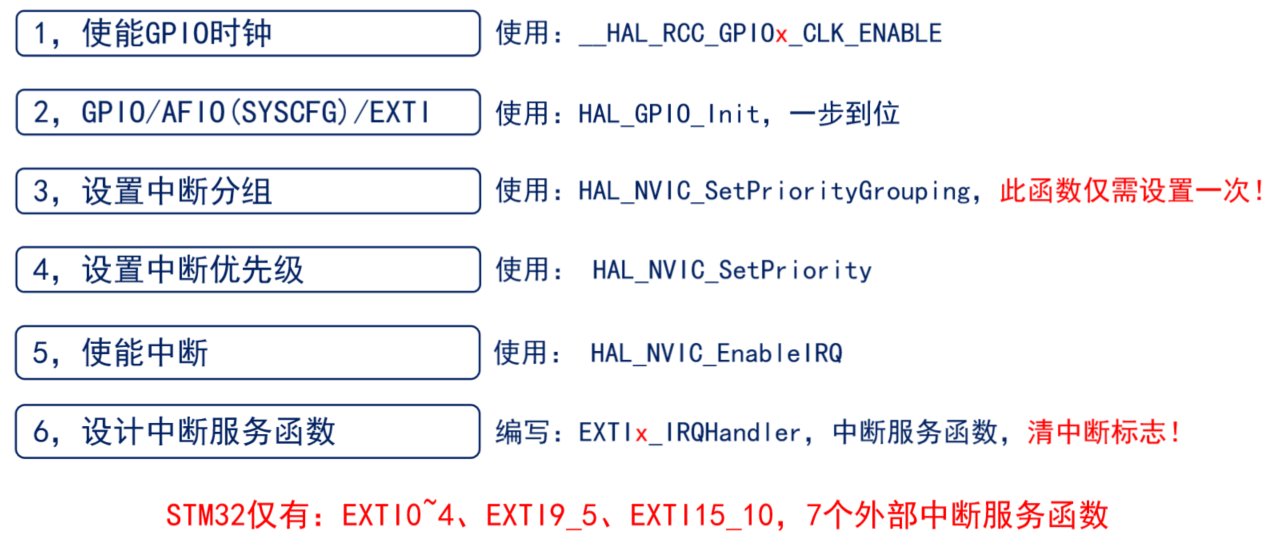 1，使能GPIO时钟 使用：__HAL_RCC_GPIOx_CLK_ENABLE
2，GPIO/AFIO(SYSCFG)/EXTI 使用：HAL_GPIO_Init，一步到位
3，设置中断分组 使用：HAL_NVIC_SetPriorityGrouping，此函数仅需设置一次！
4，设置中断优先级 使用： HAL_NVIC_SetPriority
5，使能中断 使用： HAL_NVIC_EnableIRQ
6，设计中断服务函数 编写：EXTIx_IRQHandler，中断服务函数，清中断标志！
STM32仅有：EXTI0~4、EXTI9_5、EXTI15_10，7个外部中断服务函数